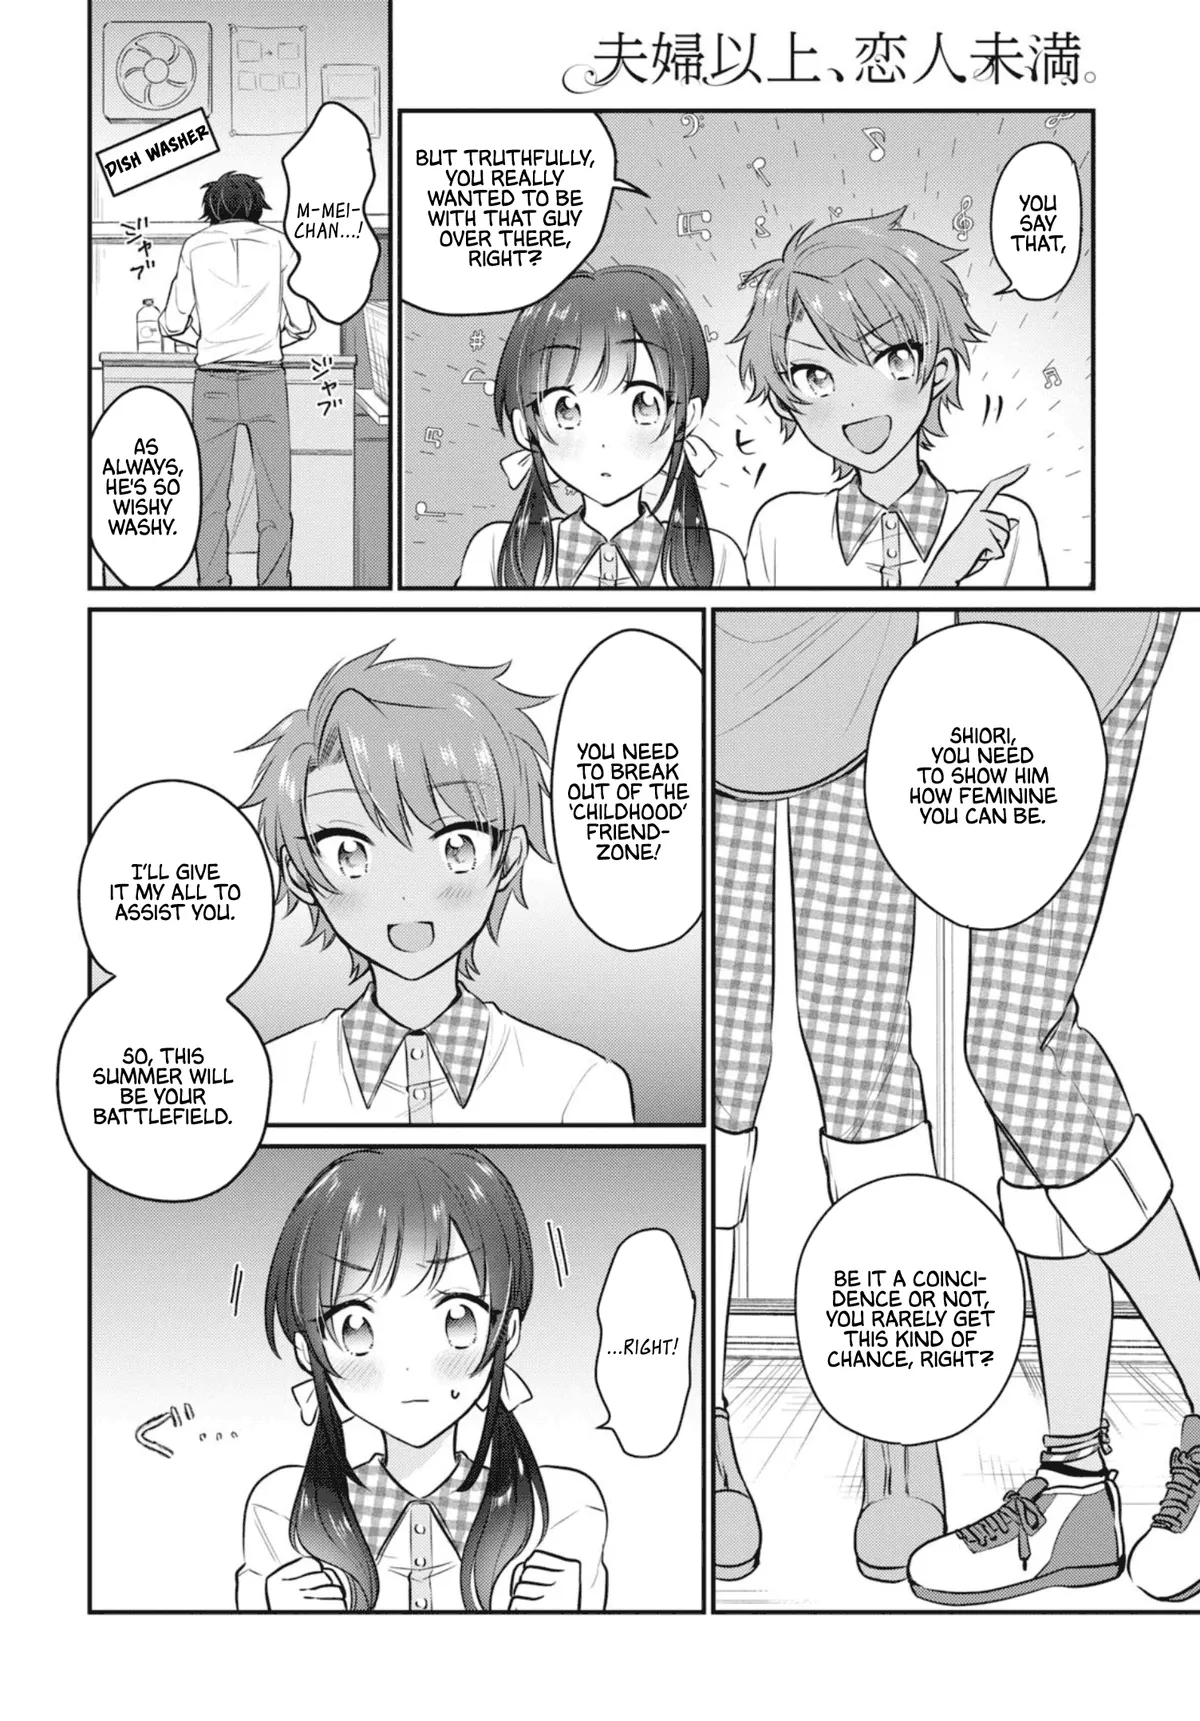 夫婦以上、恋人未満。
YOU
SAY
THAT,
BUT TRUTHFULLY,
YOU REALLY
WANTED TO BE
WITH THAT GUY
OVER THERE,
RIGHT?
ビッ
M-MEI-
CHAN...!
DISH WASHER
ジャブ
ジャブ
AS
ALWAYS,
HE'S SO
WISHY
WASHY.
SHIORI,
YOU NEED
TO SHOW HIM
HOW FEMININE
YOU CAN BE.
BE IT A COINCI-
DENCE OR NOT,
YOU RARELY GET
THIS KIND OF
CHANCE, RIGHT?
YOU NEED
TO BREAK
OUT OF THE
'CHILDHOOD'
FRIEND-
ZONE!
I'LL GIVE
IT MY ALL TO
ASSIST YOU.
SO, THIS
SUMMER WILL
BE YOUR
BATTLEFIELD.
...RIGHT!
ぐ...